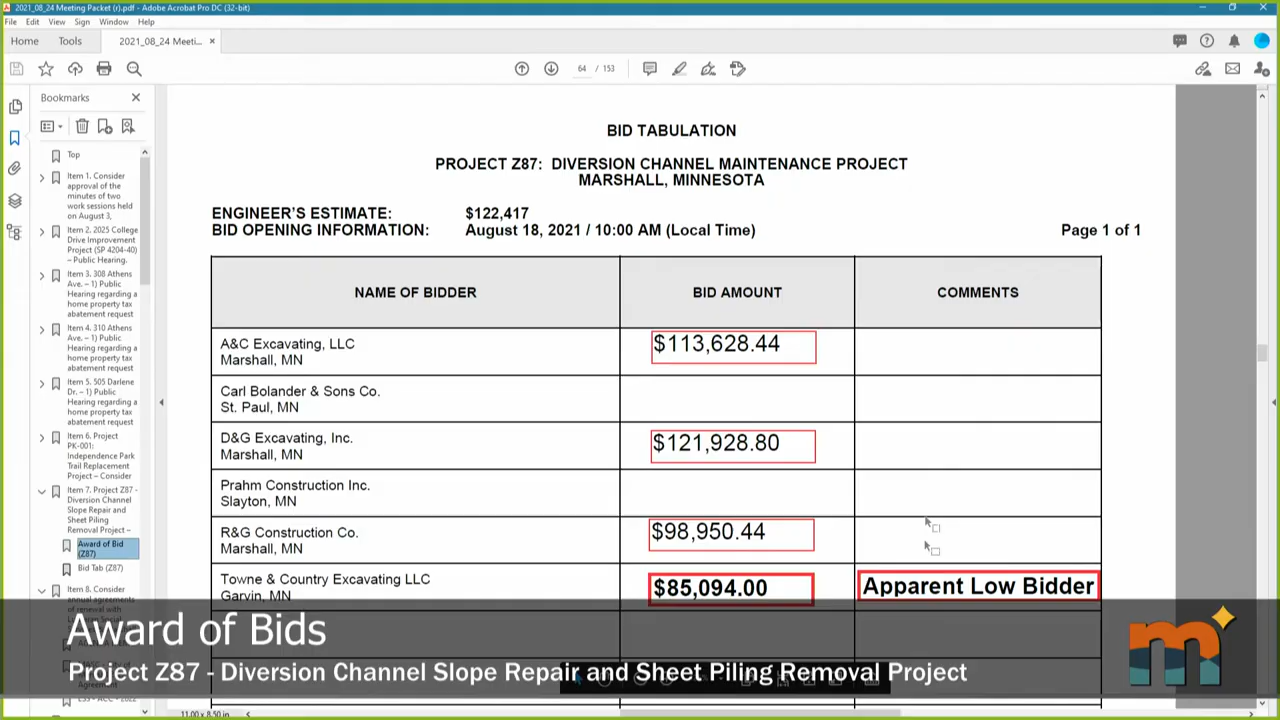 2021_08_24 Meeting Packet (r).pdf - Adobe Acrobat Pro DC (32-bit)
File Edit View Sign Window Help
Home Tools 2021_08_24 Meeti... ×
64 / 153
Bookmarks
Top
Item 1. Consider
approval of the
minutes of two
work sessions held
on August 3,
Item 2. 2025 College
Drive Improvement
Project (SP 4204-40)
– Public Hearing.
Item 3. 308 Athens
Ave. – 1) Public
Hearing regarding a
home property tax
abatement request
Item 4. 310 Athens
Ave. – 1) Public
Hearing regarding a
home property tax
abatement request
Item 5. 505 Darlene
Dr. – 1) Public
Hearing regarding a
home property tax
abatement request
Item 6. Project
PK-001:
Independence Park
Trail Replacement
Project – Consider
Item 7. Project Z87 -
Diversion Channel
Slope Repair and
Sheet Piling
Removal Project –
Award of Bid
(Z87)
Bid Tab (Z87)
Item 8. Consider
annual agreements
of renewal with
BID TABULATION
PROJECT Z87: DIVERSION CHANNEL MAINTENANCE PROJECT
MARSHALL, MINNESOTA
ENGINEER'S ESTIMATE: $122,417
BID OPENING INFORMATION: August 18, 2021 / 10:00 AM (Local Time) Page 1 of 1
NAME OF BIDDER BID AMOUNT COMMENTS
A&C Excavating, LLC $113,628.44
Marshall, MN
Carl Bolander & Sons Co.
St. Paul, MN
D&G Excavating, Inc. $121,928.80
Marshall, MN
Prahm Construction Inc.
Slayton, MN
R&G Construction Co. $98,950.44
Marshall, MN
Towne & Country Excavating LLC $85,094.00 Apparent Low Bidder
Garvin, MN
Award of Bids
Project Z87 - Diversion Channel Slope Repair and Sheet Piling Removal Project
11.00 x 8.50 in